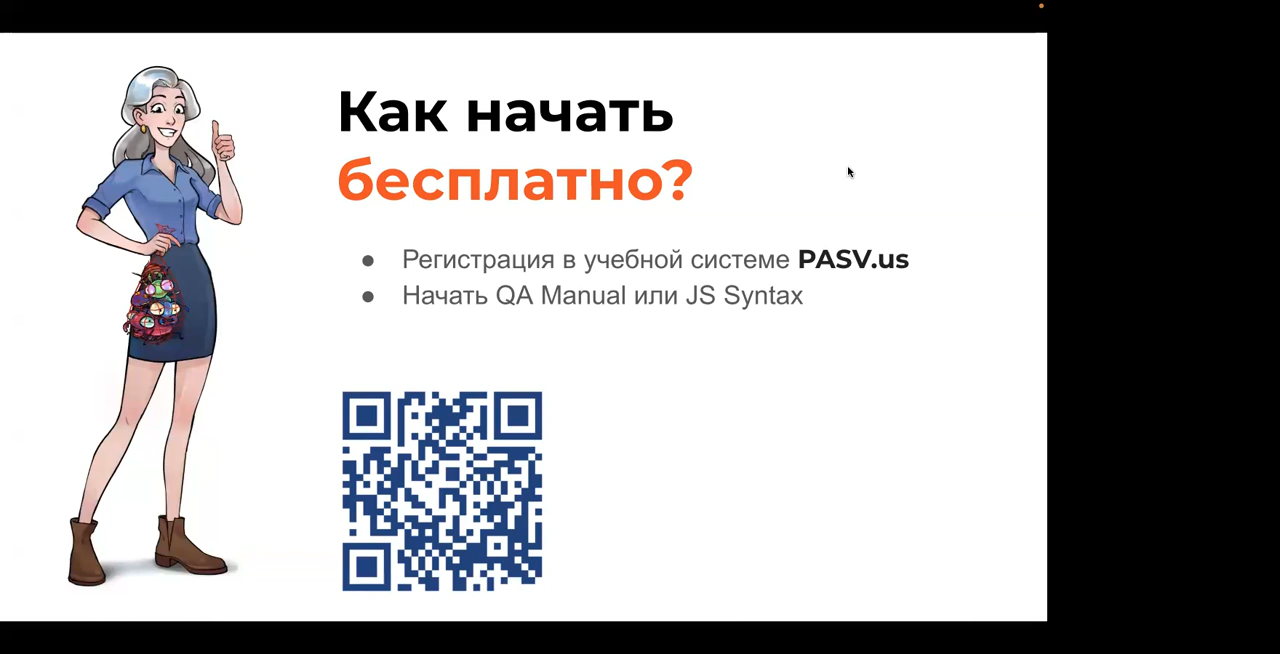 Как начать
бесплатно?
● Регистрация в учебной системе PASV.us
● Начать QA Manual или JS Syntax